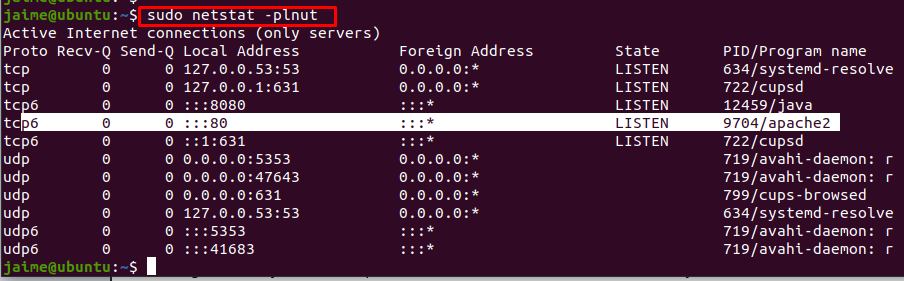 jaime@ubuntu:~$ sudo netstat -plnut
Active Internet connections (only servers)
Proto Recv-Q Send-Q Local Address Foreign Address State PID/Program name
tcp 0 0 127.0.0.53:53 0.0.0.0:* LISTEN 634/systemd-resolve
tcp 0 0 127.0.0.1:631 0.0.0.0:* LISTEN 722/cupsd
tcp6 0 0 :::8080 :::* LISTEN 12459/java
tcp6 0 0 :::80 :::* LISTEN 9704/apache2
tcp6 0 0 ::1:631 :::* LISTEN 722/cupsd
udp 0 0 0.0.0.0:5353 0.0.0.0:* 719/avahi-daemon: r
udp 0 0 0.0.0.0:47643 0.0.0.0:* 719/avahi-daemon: r
udp 0 0 0.0.0.0:631 0.0.0.0:* 799/cups-browsed
udp 0 0 127.0.0.53:53 0.0.0.0:* 634/systemd-resolve
udp6 0 0 :::5353 :::* 719/avahi-daemon: r
udp6 0 0 :::41683 :::* 719/avahi-daemon: r
jaime@ubuntu:~$